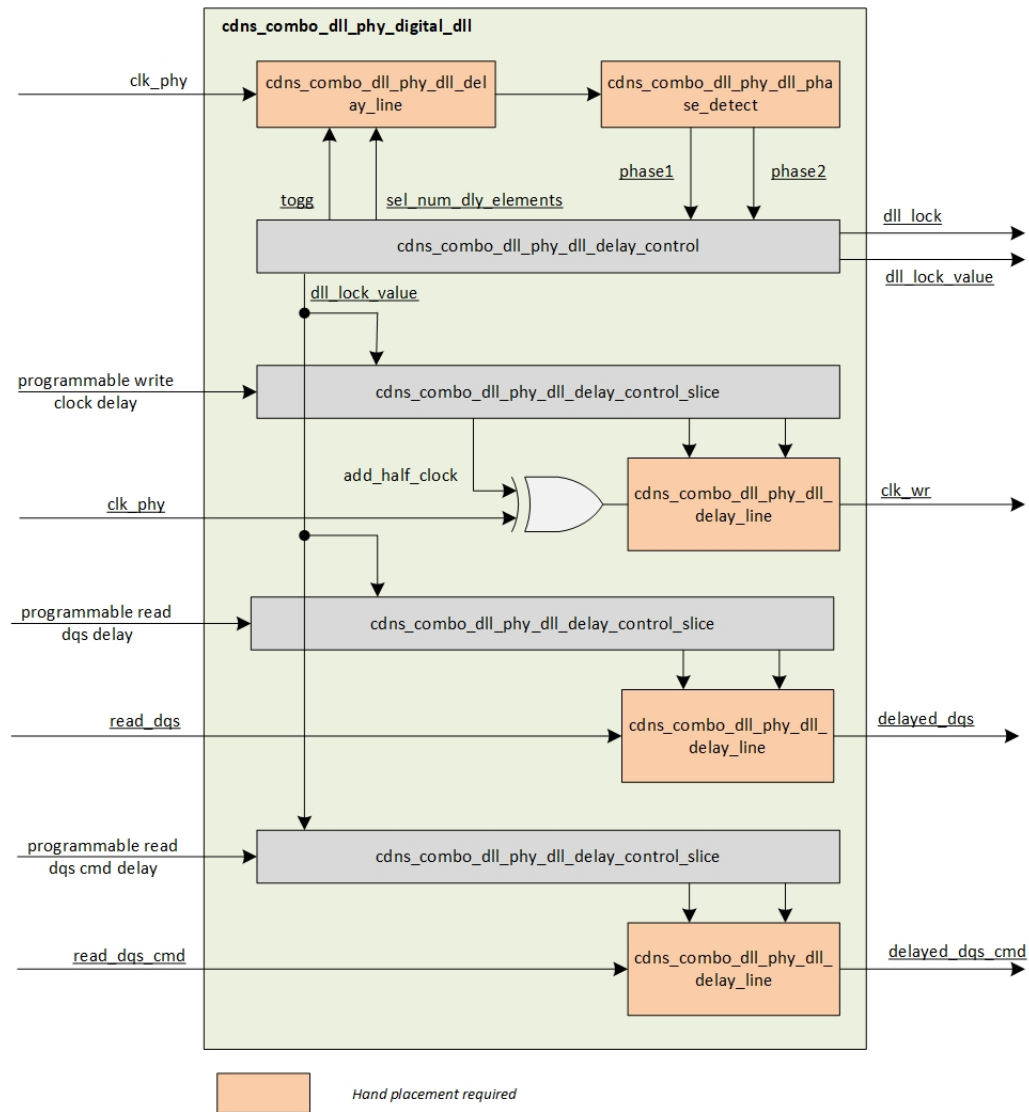 cdns_combo_dll_phy_digital_dll
clk_phy
cdns_combo_dll_phy_dll_del
ay_line
cdns_combo_dll_phy_dll_pha
se_detect
togg
sel_num_dly_elements
phase1
phase2
cdns_combo_dll_phy_dll_delay_control
dll_lock
dll_lock_value
dll_lock_value
programmable write
clock delay
cdns_combo_dll_phy_dll_delay_control_slice
add_half_clock
clk_phy
cdns_combo_dll_phy_dll_
delay_line
clk_wr
programmable read
dqs delay
cdns_combo_dll_phy_dll_delay_control_slice
read_dqs
cdns_combo_dll_phy_dll_
delay_line
delayed_dqs
programmable read
dqs cmd delay
cdns_combo_dll_phy_dll_delay_control_slice
read_dqs_cmd
cdns_combo_dll_phy_dll_
delay_line
delayed_dqs_cmd
Hand placement required